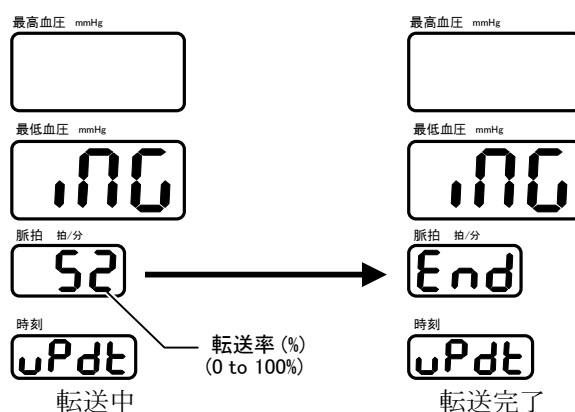 最高血圧 mmHg
最低血圧 mmHg
iMG
脈拍 拍/分
52
時刻
uPdt
転送中
転送率(%)
(0 to 100%)
最高血圧 mmHg
最低血圧 mmHg
iMG
脈拍 拍/分
End
時刻
uPdt
転送完了